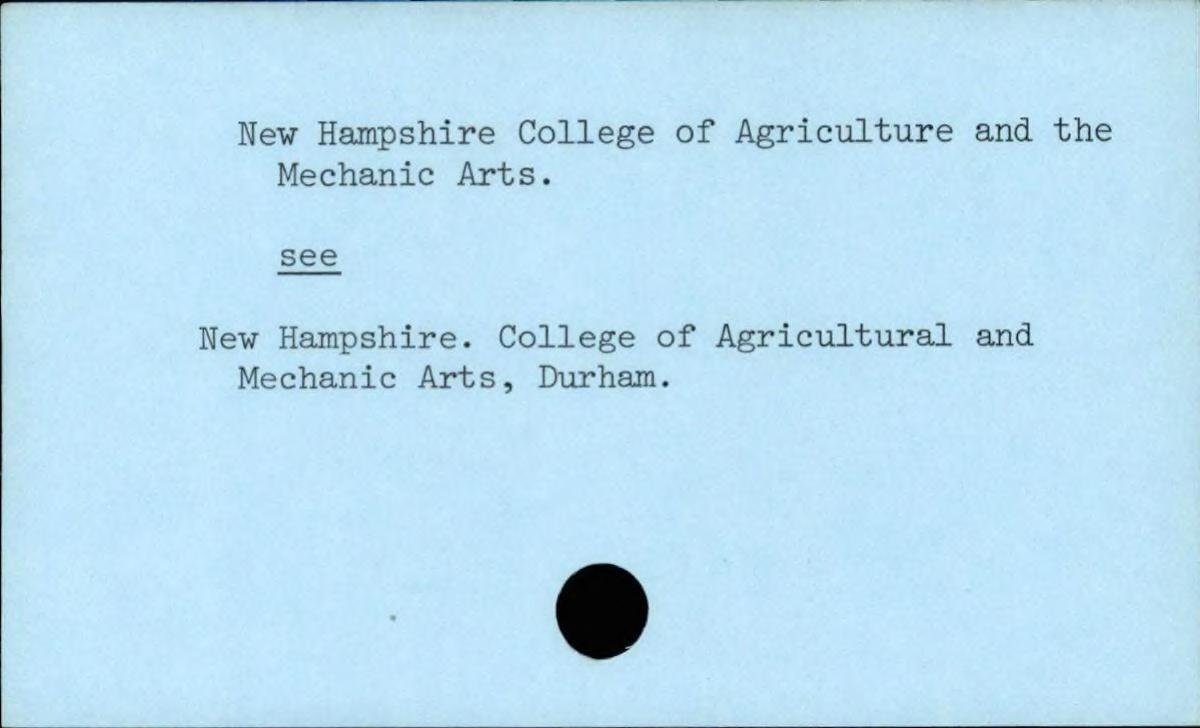 New Hampshire College of Agriculture and the
Mechanic Arts.
see
New Hampshire. College of Agricultural and
Mechanic Arts, Durham.